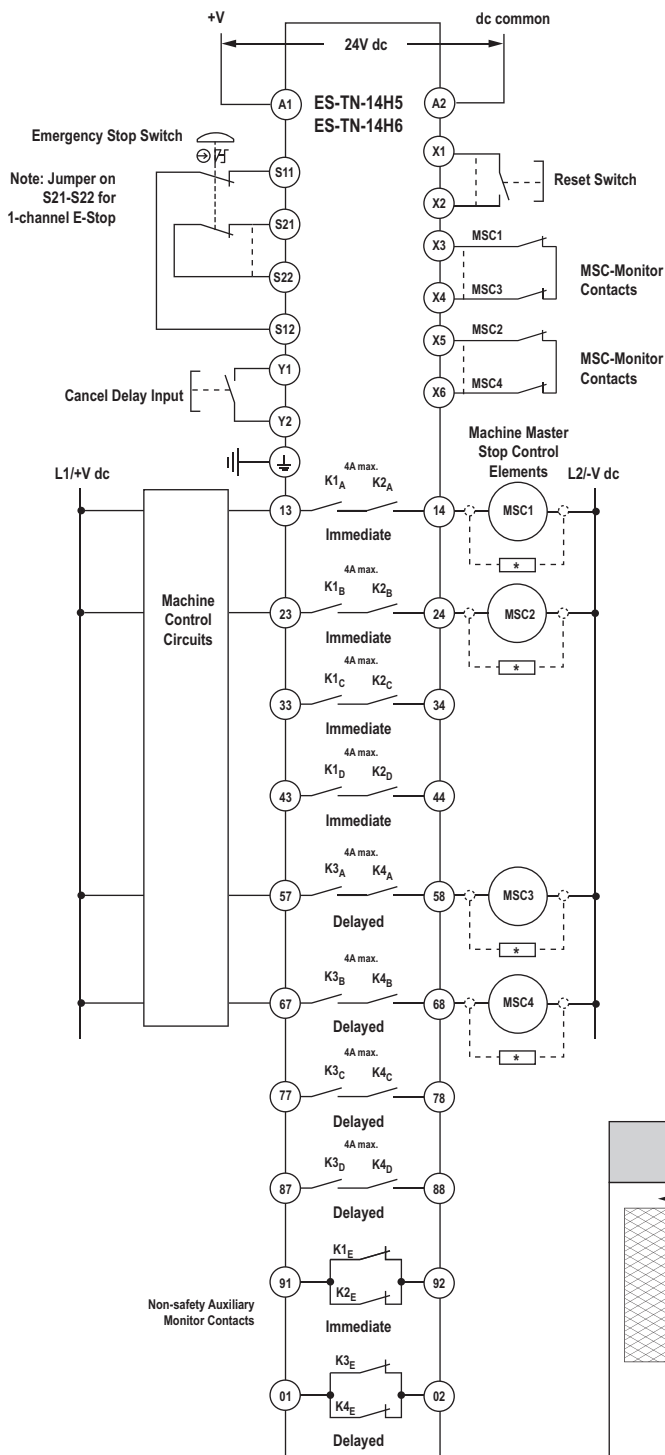 +V
dc common
24V dc
A1
ES-TN-14H5
A2
ES-TN-14H6
Emergency Stop Switch
Note: Jumper on
S21-S22 for
1-channel E-Stop
S11
S21
S22
S12
X1
X2
Reset Switch
X3
MSC1
X4
MSC3
MSC-Monitor
Contacts
X5
MSC2
X6
MSC4
MSC-Monitor
Contacts
Cancel Delay Input
Y1
Y2
Machine Master
Stop Control
Elements
L1/+V dc
L2/-V dc
Machine
Control
Circuits
4A max.
13
K1A
K2A
14
MSC1
Immediate
*
4A max.
23
K1B
K2B
24
MSC2
Immediate
*
4A max.
33
K1C
K2C
34
Immediate
4A max.
43
K1D
K2D
44
Immediate
4A max.
57
K3A
K4A
58
MSC3
Delayed
*
4A max.
67
K3B
K4B
68
MSC4
Delayed
*
4A max.
77
K3C
K4C
78
Delayed
4A max.
87
K3D
K4D
88
Delayed
Non-safety Auxiliary
Monitor Contacts
91
K1E
K2E
92
Immediate
01
K3E
K4E
02
Delayed